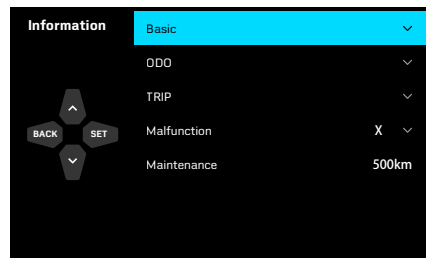 Information
Basic
ODO
TRIP
BACK SET
Malfunction X
Maintenance 500km